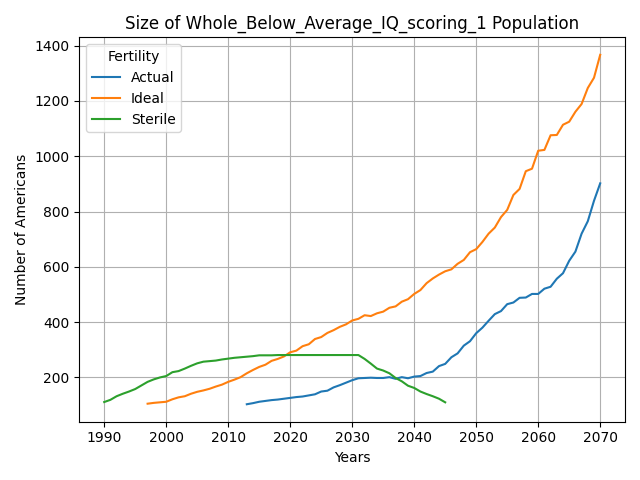 Size of Whole_Below_Average_IQ_scoring_1 Population
Fertility
Actual
Ideal
Sterile
Number of Americans
1400
1200
1000
800
600
400
200
1990 2000 2010 2020 2030 2040 2050 2060 2070
Years